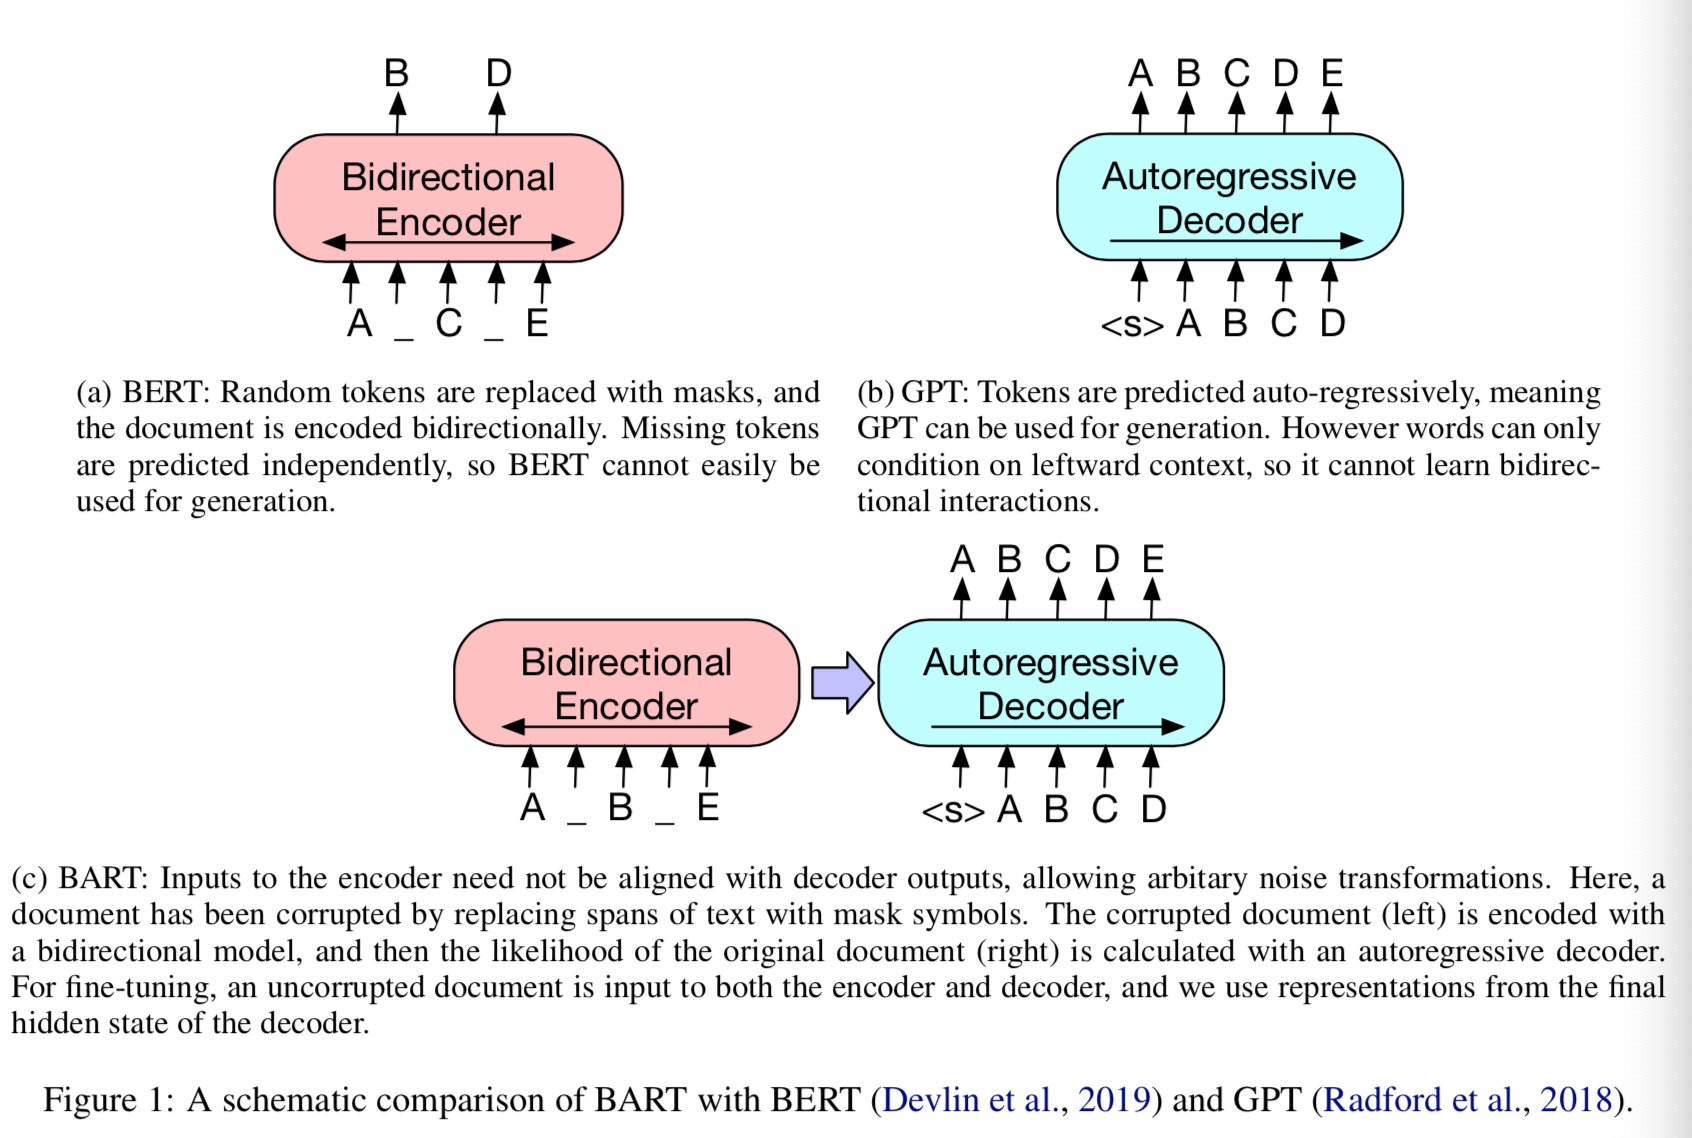 B D
Bidirectional
Encoder
A _ C _ E
(a) BERT: Random tokens are replaced with masks, and
the document is encoded bidirectionally. Missing tokens
are predicted independently, so BERT cannot easily be
used for generation.
A B C D E
Autoregressive
Decoder
<s> A B C D
(b) GPT: Tokens are predicted auto-regressively, meaning
GPT can be used for generation. However words can only
condition on leftward context, so it cannot learn bidirec-
tional interactions.
Bidirectional
Encoder
A _ B _ E
A B C D E
Autoregressive
Decoder
<s> A B C D
(c) BART: Inputs to the encoder need not be aligned with decoder outputs, allowing arbitary noise transformations. Here, a
document has been corrupted by replacing spans of text with mask symbols. The corrupted document (left) is encoded with
a bidirectional model, and then the likelihood of the original document (right) is calculated with an autoregressive decoder.
For fine-tuning, an uncorrupted document is input to both the encoder and decoder, and we use representations from the final
hidden state of the decoder.
Figure 1: A schematic comparison of BART with BERT (Devlin et al., 2019) and GPT (Radford et al., 2018).